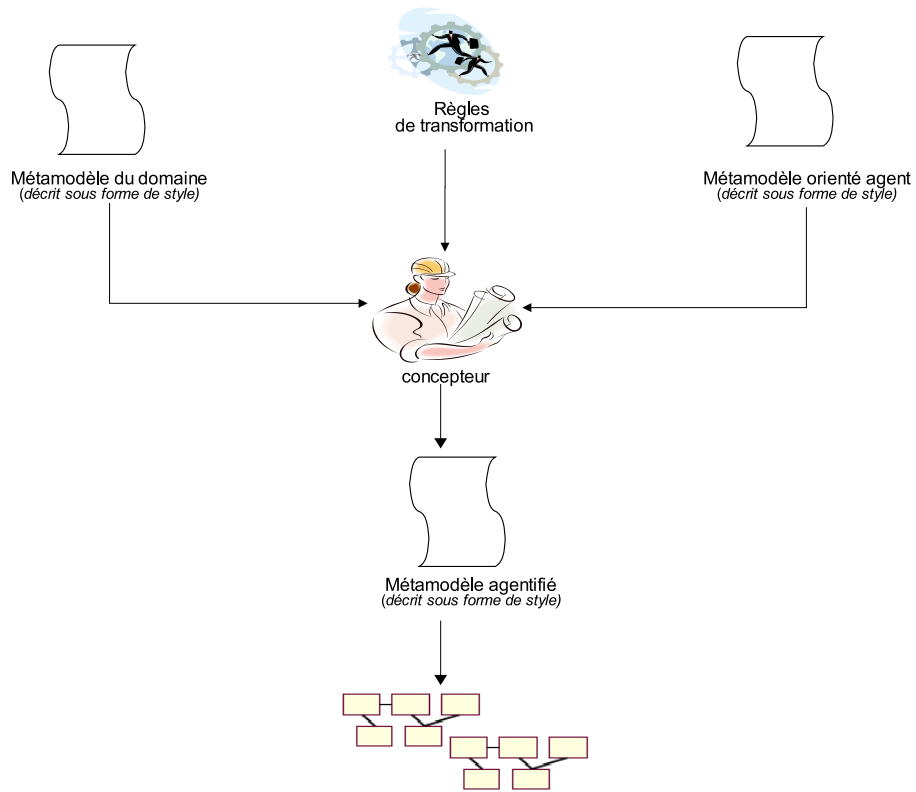 Règles
de transformation
Métamodèle du domaine
(décrit sous forme de style)
Métamodèle orienté agent
(décrit sous forme de style)
concepteur
Métamodèle agentifié
(décrit sous forme de style)